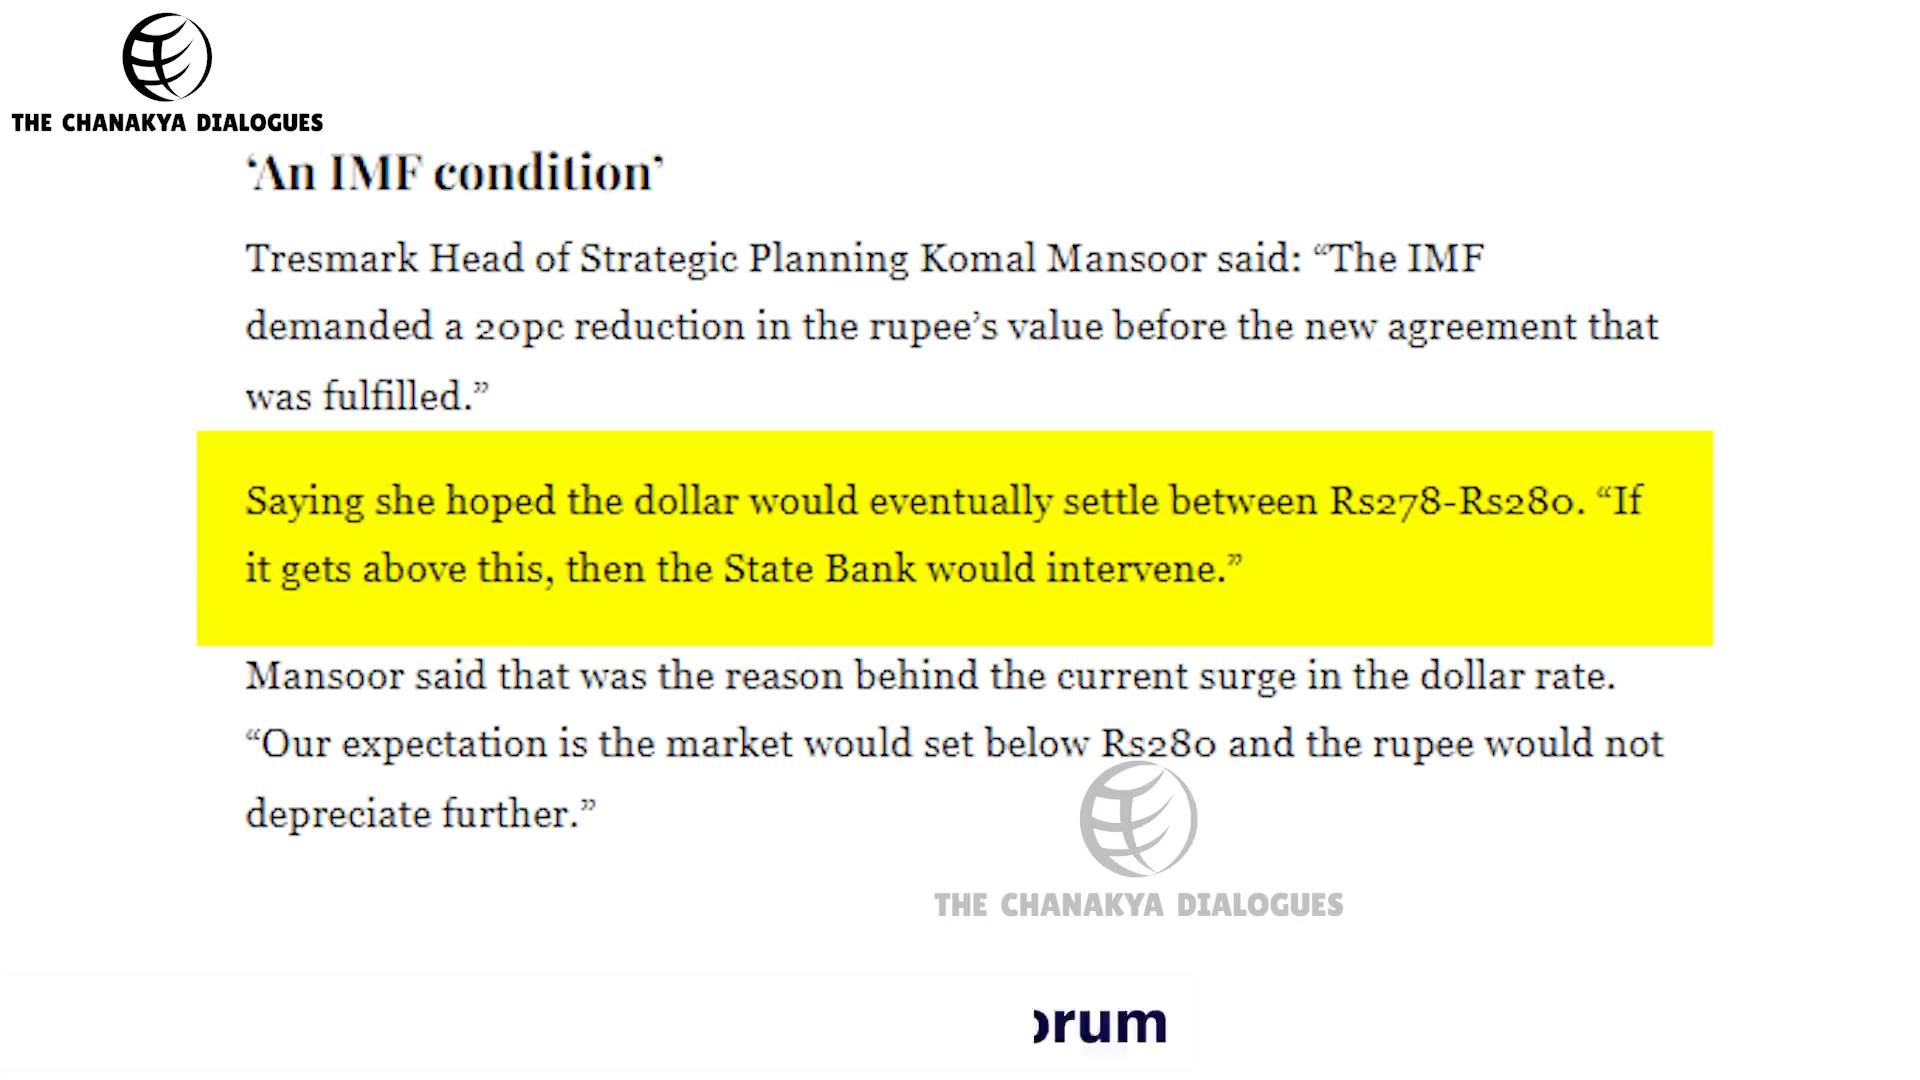 THE CHANAKYA DIALOGUES
‘An IMF condition’
Tresmark Head of Strategic Planning Komal Mansoor said: “The IMF
demanded a 20pc reduction in the rupee’s value before the new agreement that
was fulfilled.”
Saying she hoped the dollar would eventually settle between Rs278-Rs280. “If
it gets above this, then the State Bank would intervene.”
Mansoor said that was the reason behind the current surge in the dollar rate.
“Our expectation is the market would set below Rs280 and the rupee would not
depreciate further.”
THE CHANAKYA DIALOGUES